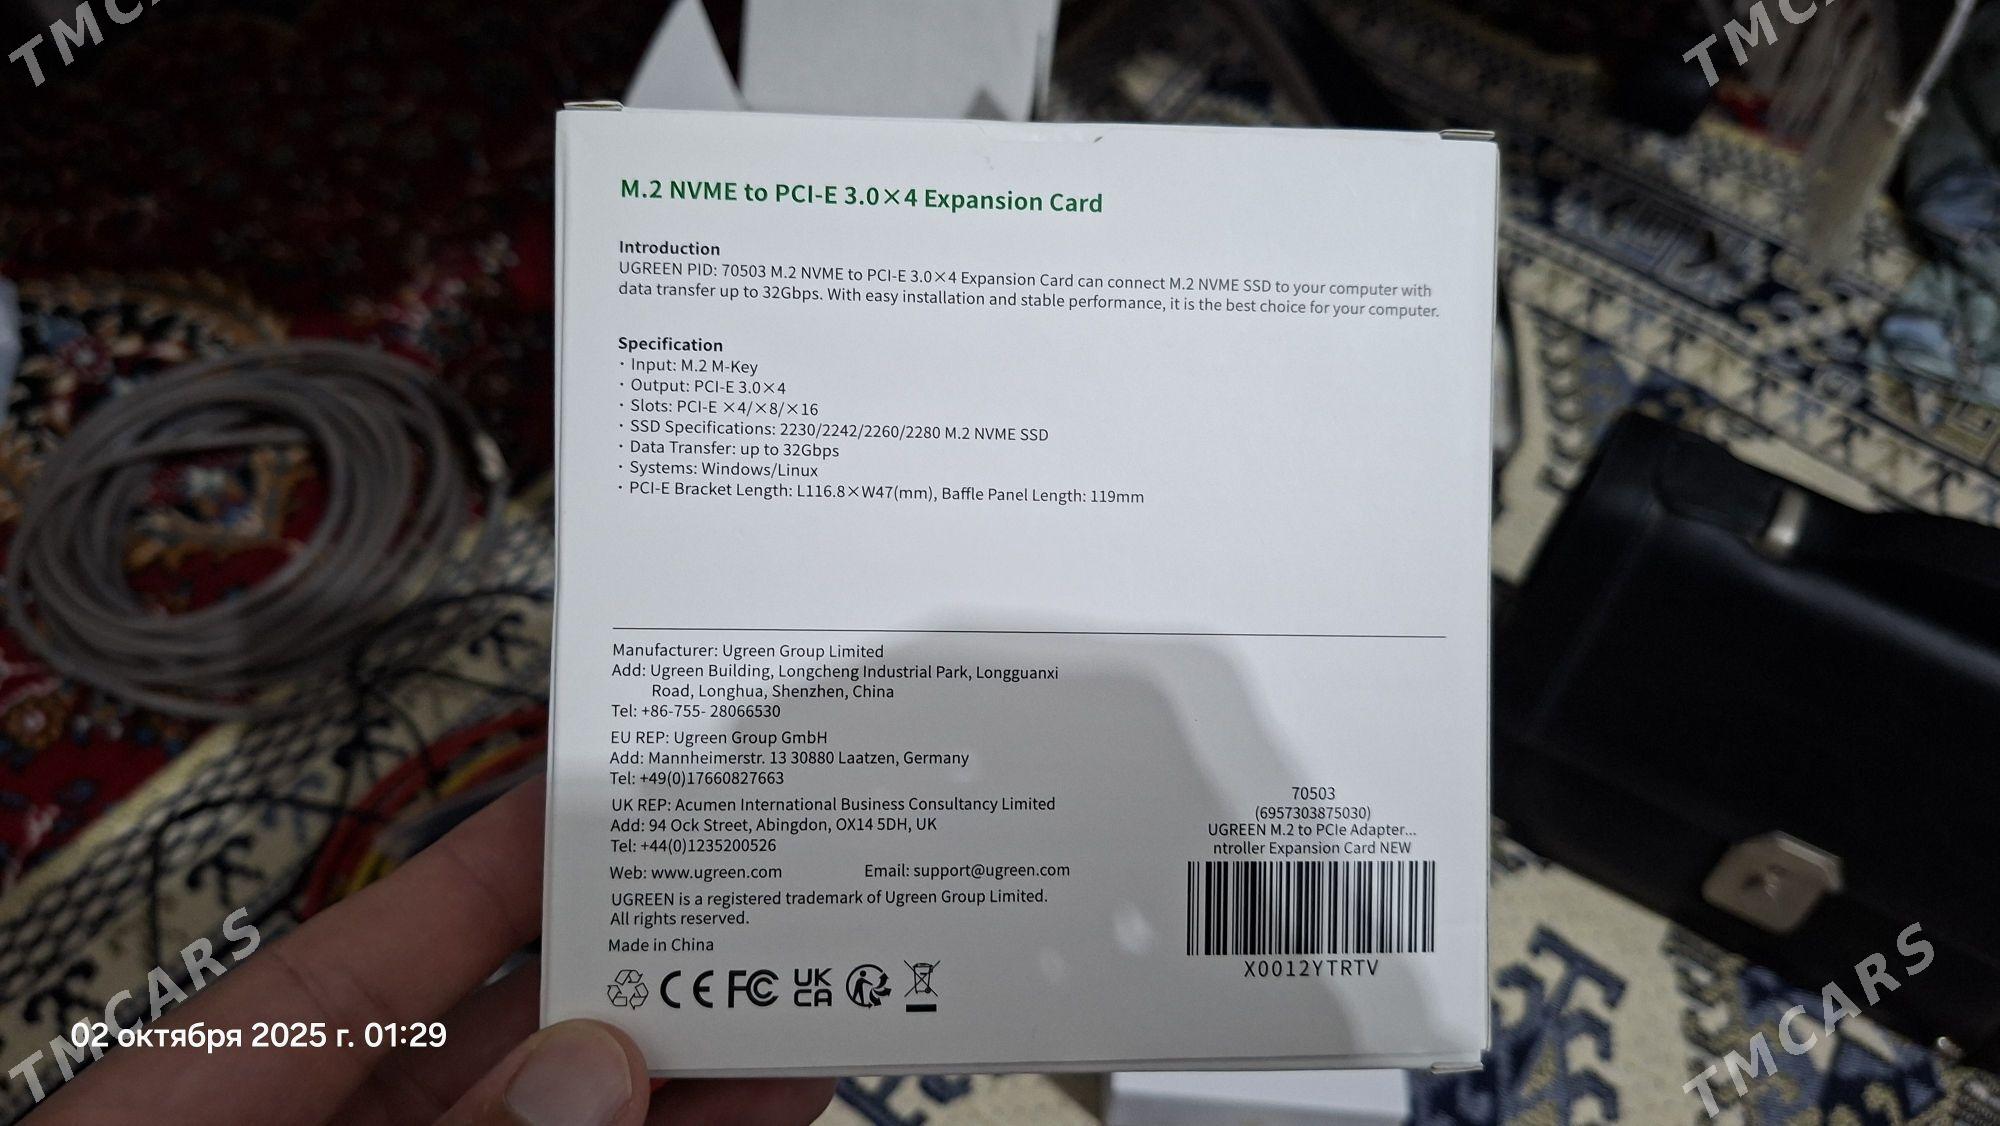 TMCARS
TMCARS
M.2 NVME to PCI-E 3.0×4 Expansion Card
Introduction
UGREEN PID: 70503 M.2 NVME to PCI-E 3.0×4 Expansion Card can connect M.2 NVME SSD to your computer with
data transfer up to 32Gbps. With easy installation and stable performance, it is the best choice for your computer.
Specification
· Input: M.2 M-Key
· Output: PCI-E 3.0×4
· Slots: PCI-E ×4/×8/×16
· SSD Specifications: 2230/2242/2260/2280 M.2 NVME SSD
· Data Transfer: up to 32Gbps
· Systems: Windows/Linux
· PCI-E Bracket Length: L116.8×W47(mm), Baffle Panel Length: 119mm
Manufacturer: Ugreen Group Limited
Add: Ugreen Building, Longcheng Industrial Park, Longguanxi
Road, Longhua, Shenzhen, China
Tel: +86-755- 28066530
EU REP: Ugreen Group GmbH
Add: Mannheimerstr. 13 30880 Laatzen, Germany
Tel: +49(0)17660827663
UK REP: Acumen International Business Consultancy Limited
Add: 94 Ock Street, Abingdon, OX14 5DH, UK
Tel: +44(0)1235200526
Web: www.ugreen.com Email: support@ugreen.com
UGREEN is a registered trademark of Ugreen Group Limited.
All rights reserved.
Made in China
CE FC UK CA
70503
(6957303875030)
UGREEN M.2 to PCIe Adapter...
ntroller Expansion Card NEW
X0012YTRTV
02 октября 2025 г. 01:29
TMCARS
TMCARS